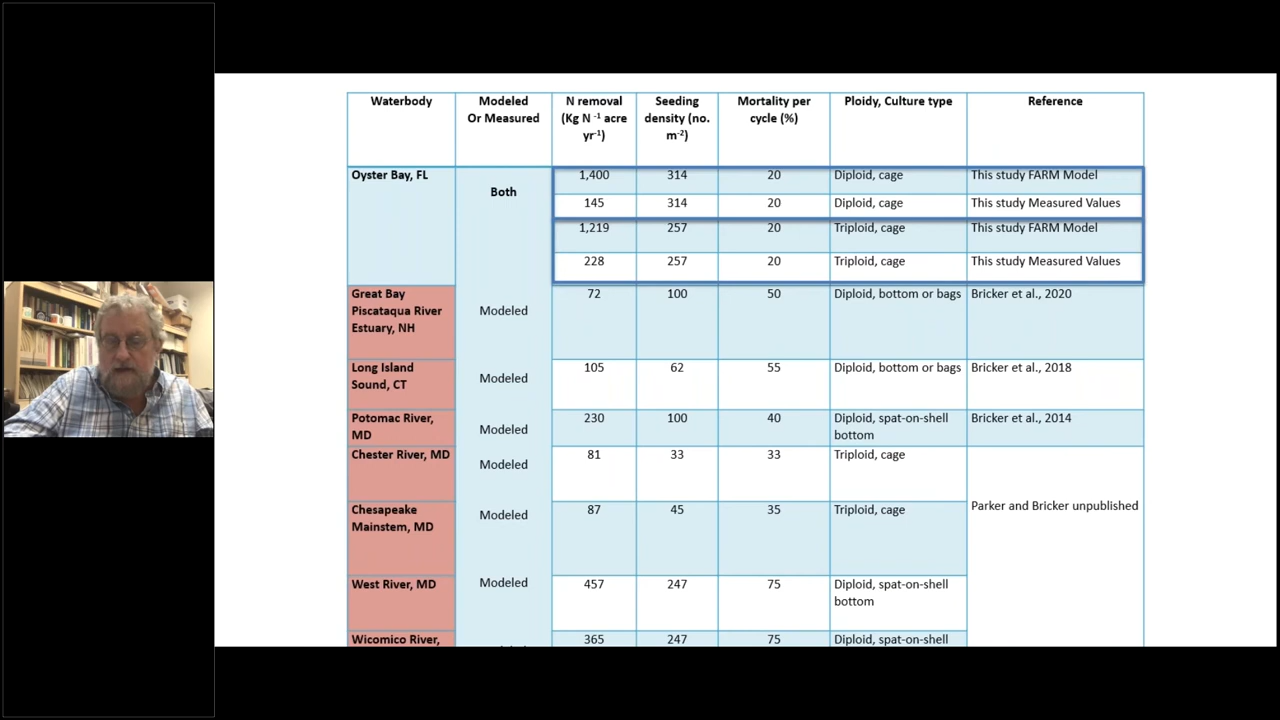 Waterbody
Modeled
Or Measured
N removal
(Kg N -1 acre
yr-1)
Seeding
density (no.
m-2)
Mortality per
cycle (%)
Ploidy, Culture type
Reference
Oyster Bay, FL
Both
1,400
314
20
Diploid, cage
This study FARM Model
145
314
20
Diploid, cage
This study Measured Values
1,219
257
20
Triploid, cage
This study FARM Model
228
257
20
Triploid, cage
This study Measured Values
Great Bay
Piscataqua River
Estuary, NH
Modeled
72
100
50
Diploid, bottom or bags
Bricker et al., 2020
Long Island
Sound, CT
Modeled
105
62
55
Diploid, bottom or bags
Bricker et al., 2018
Potomac River,
MD
Modeled
230
100
40
Diploid, spat-on-shell
bottom
Bricker et al., 2014
Chester River, MD
Modeled
81
33
33
Triploid, cage
Parker and Bricker unpublished
Chesapeake
Mainstem, MD
Modeled
87
45
35
Triploid, cage
West River, MD
Modeled
457
247
75
Diploid, spat-on-shell
bottom
Wicomico River,
365
247
75
Diploid, spat-on-shell